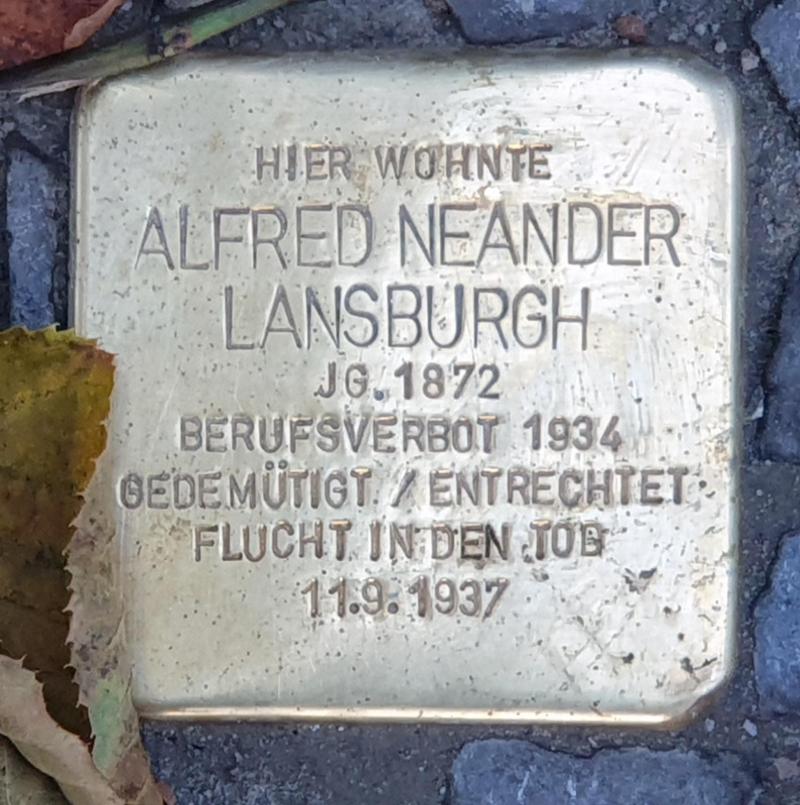 HIER WOHNTE
ALFRED NEANDER
LANSBURGH
JG. 1872
BERUFSVERBOT 1934
GEDEMÜTIGT / ENTRECHTET
FLUCHT IN DEN TOD
11.9.1937